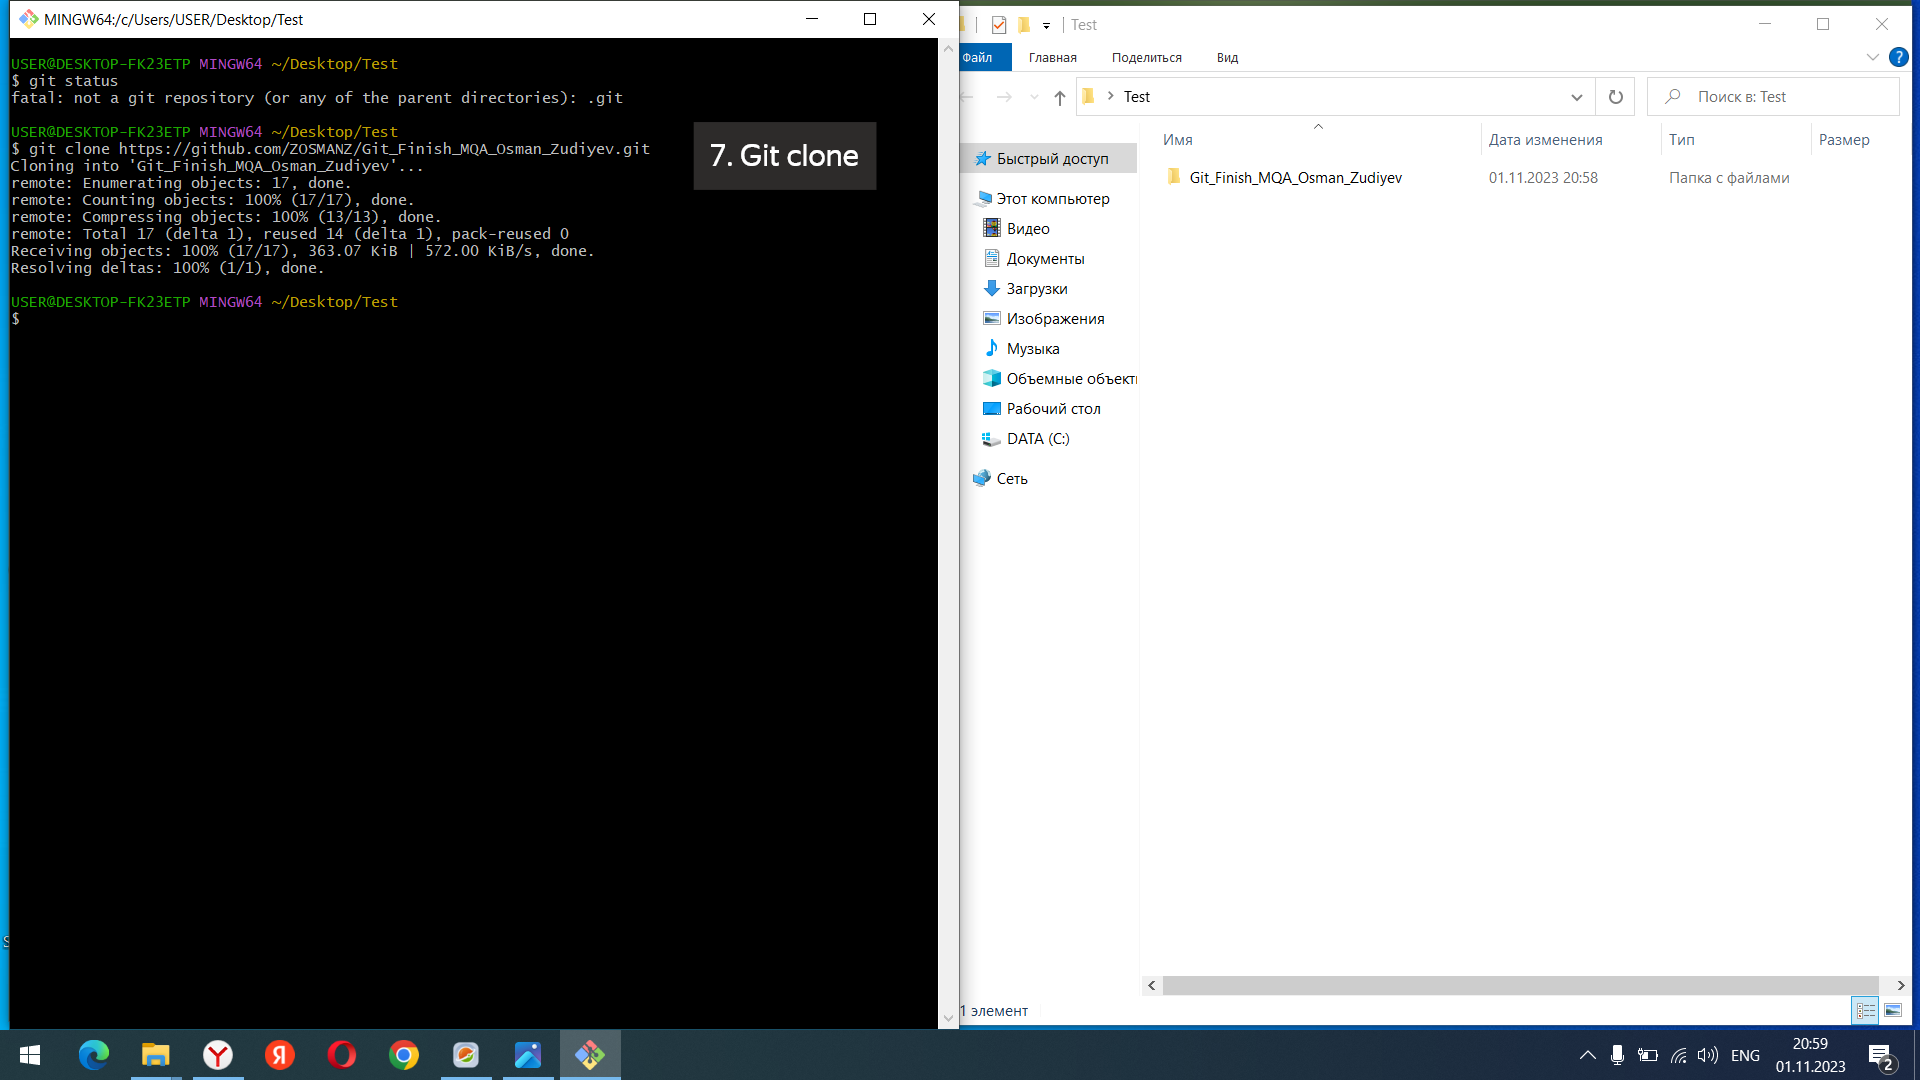 MINGW64:/c/Users/USER/Desktop/Test
USER@DESKTOP-FK23ETP MINGW64 ~/Desktop/Test
$ git status
fatal: not a git repository (or any of the parent directories): .git
USER@DESKTOP-FK23ETP MINGW64 ~/Desktop/Test
$ git clone https://github.com/ZOSMANZ/Git_Finish_MQA_Osman_Zudiyev.git
Cloning into 'Git_Finish_MQA_Osman_Zudiyev'...
remote: Enumerating objects: 17, done.
remote: Counting objects: 100% (17/17), done.
remote: Compressing objects: 100% (13/13), done.
remote: Total 17 (delta 1), reused 14 (delta 1), pack-reused 0
Receiving objects: 100% (17/17), 363.07 KiB | 572.00 KiB/s, done.
Resolving deltas: 100% (1/1), done.
USER@DESKTOP-FK23ETP MINGW64 ~/Desktop/Test
$
7. Git clone
Test
Файл Главная Поделиться Вид
Test
Поиск в: Test
Имя Дата изменения Тип Размер
Git_Finish_MQA_Osman_Zudiyev 01.11.2023 20:58 Папка с файлами
Быстрый доступ
Этот компьютер
Видео
Документы
Загрузки
Изображения
Музыка
Объемные объект
Рабочий стол
DATA (C:)
Сеть
1 элемент
ENG
20:59
01.11.2023
2